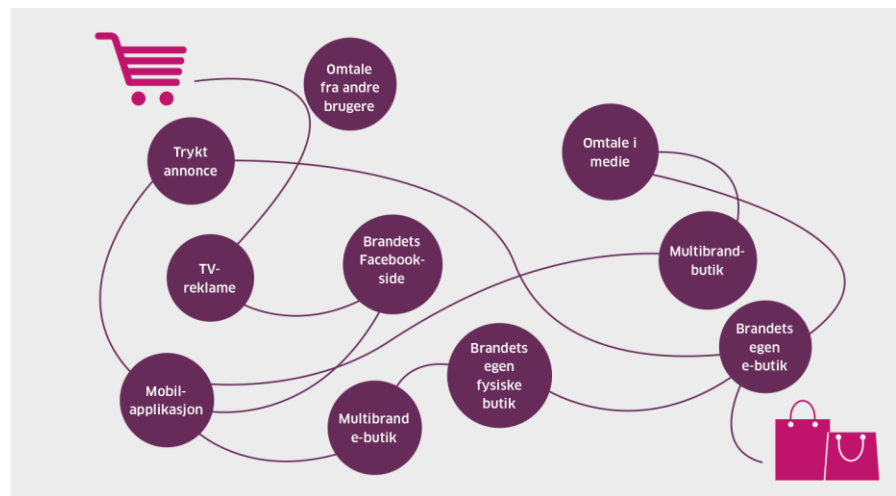 Omtale
fra andre
brugere
Trykt
annonce
Omtale i
medie
TV-
reklame
Brandets
Facebook-
side
Multibrand-
butik
Brandets
egen
e-butik
Brandets
egen
fysiske
butik
Mobil-
applikasjon
Multibrand
e-butik